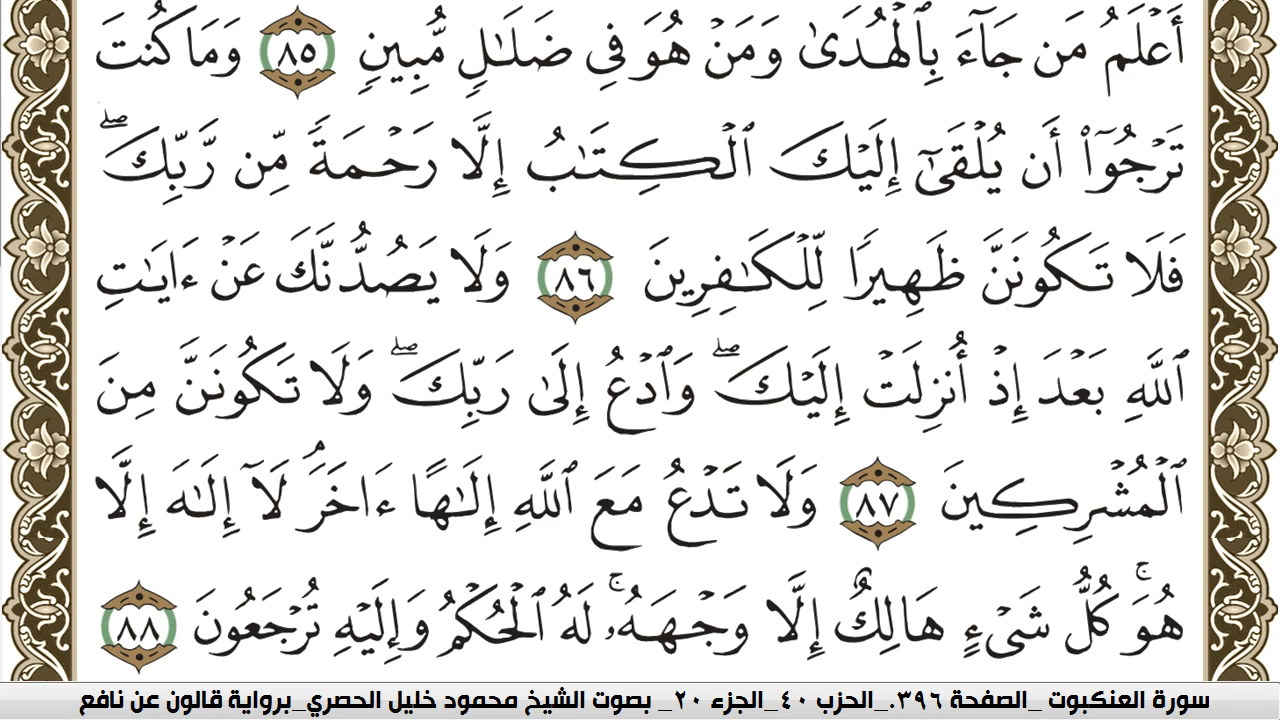 أَعْلَمُ مَن جَآءَ بِٱلْهُدَىٰ وَمَنْ هُوَ فِى ضَلَـٰلٍ مُّبِينٍ ٨٥ وَمَا كُنتَ
تَرْجُوٓا۟ أَن يُلْقَىٰٓ إِلَيْكَ ٱلْكِتَـٰبُ إِلَّا رَحْمَةً مِّن رَّبِّكَ ۖ
فَلَا تَكُونَنَّ ظَهِيرًا لِّلْكَـٰفِرِينَ ٨٦ وَلَا يَصُدُّنَّكَ عَنْ ءَايَـٰتِ
ٱللَّهِ بَعْدَ إِذْ أُنزِلَتْ إِلَيْكَ ۖ وَٱدْعُ إِلَىٰ رَبِّكَ ۖ وَلَا تَكُونَنَّ مِنَ
ٱلْمُشْرِكِينَ ٨٧ وَلَا تَدْعُ مَعَ ٱللَّهِ إِلَـٰهًا ءَاخَرَ ۘ لَآ إِلَـٰهَ إِلَّا
هُوَ ۚ كُلُّ شَىْءٍ هَالِكٌ إِلَّا وَجْهَهُۥ ۚ لَهُ ٱلْحُكْمُ وَإِلَيْهِ تُرْجَعُونَ ٨٨
سورة العنكبوت _الصفحة ٣٩٦._الحزب ٤٠_الجزء ٢٠_ بصوت الشيخ محمود خليل الحصري_برواية قالون عن نافع